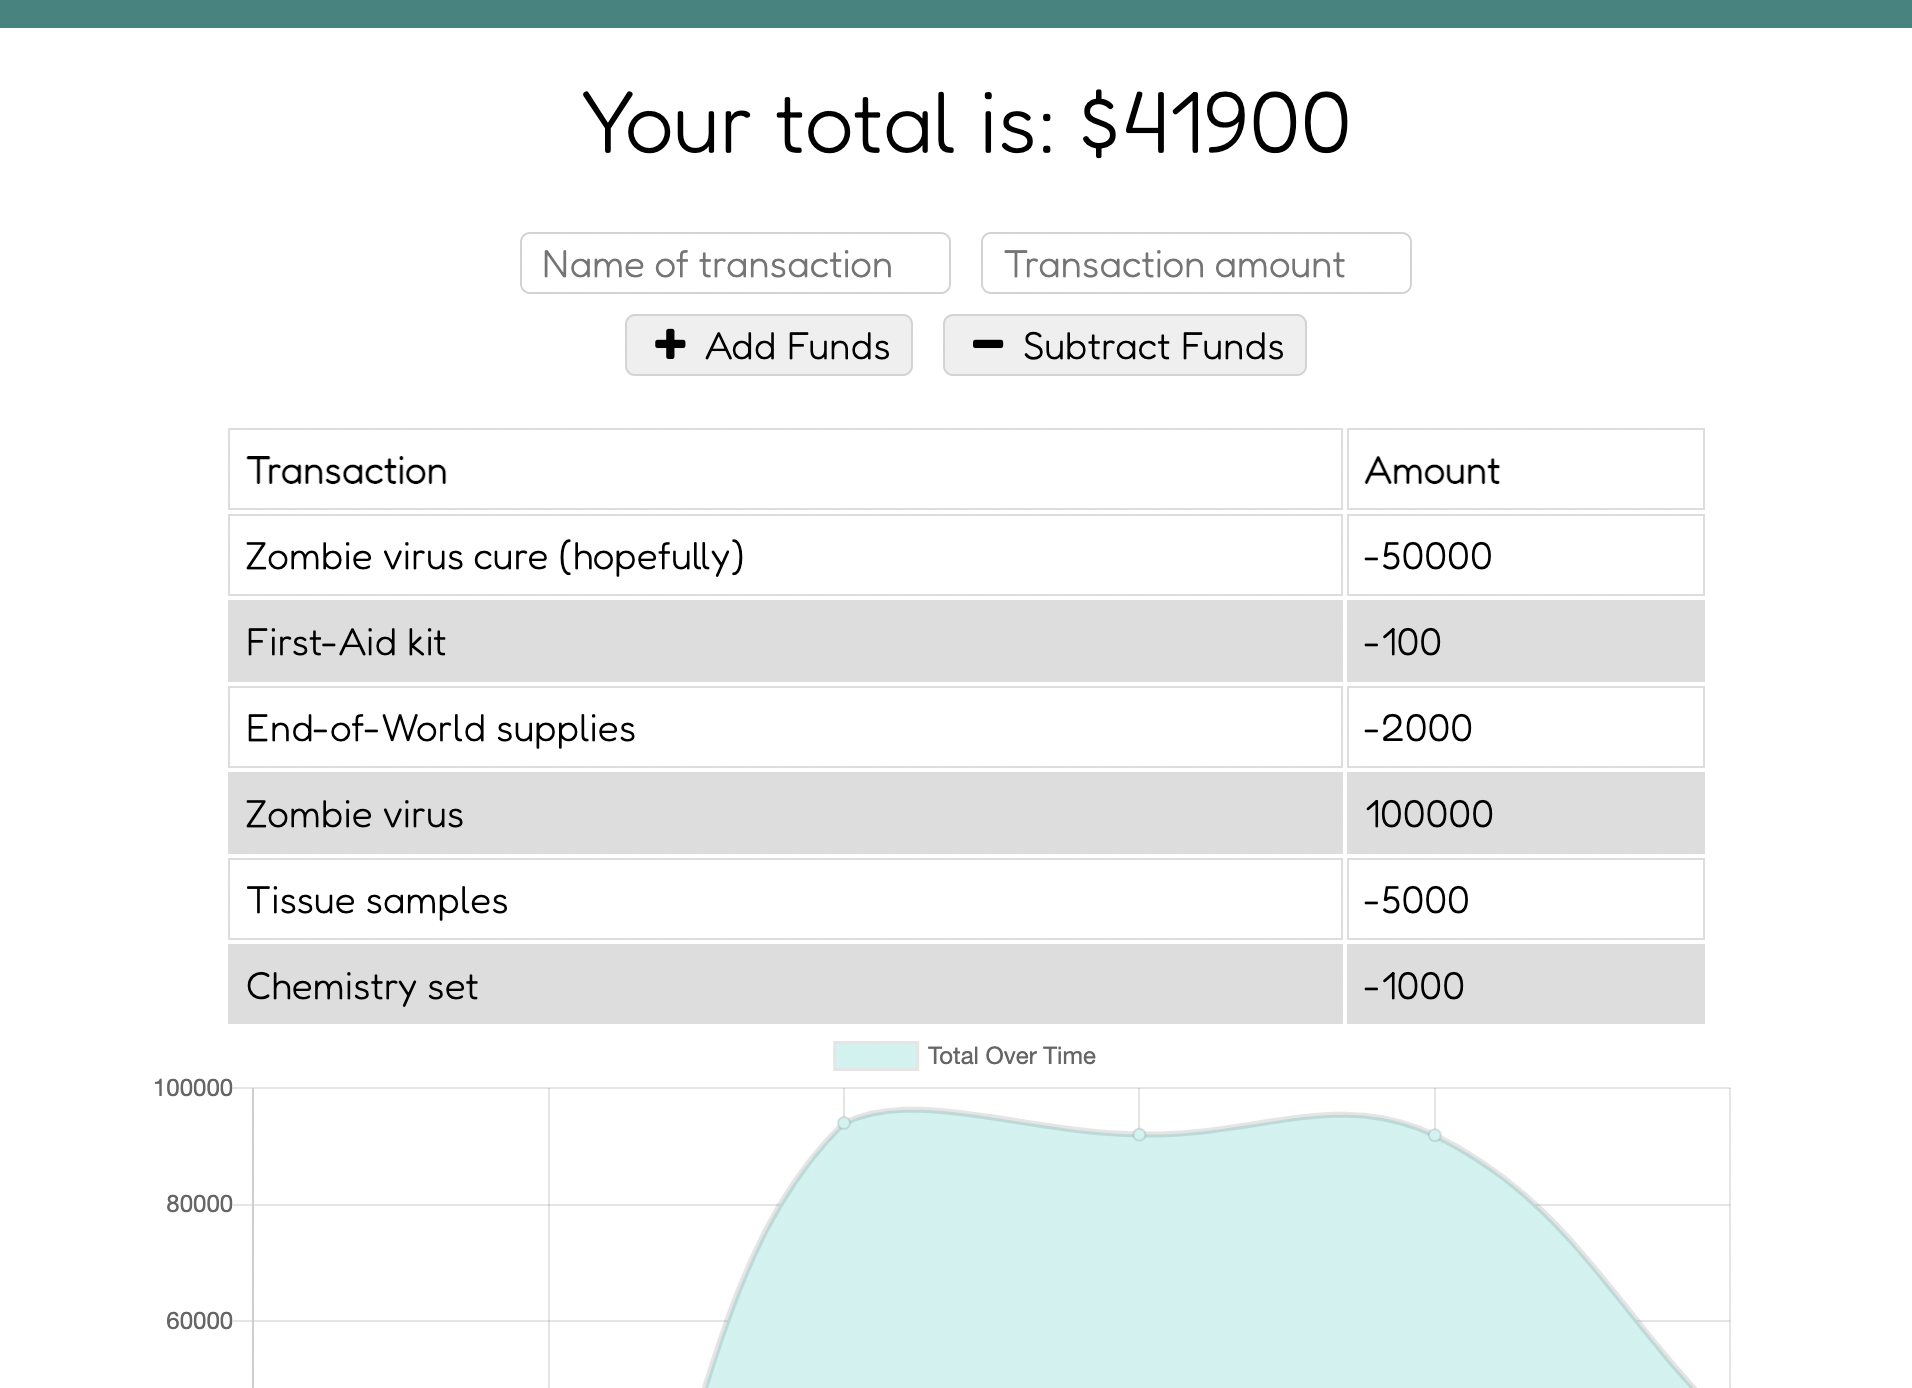 Your total is: $41900
Name of transaction Transaction amount
Add Funds Subtract Funds
Transaction Amount
Zombie virus cure (hopefully) -50000
First-Aid kit -100
End-of-World supplies -2000
Zombie virus 100000
Tissue samples -5000
Chemistry set -1000
Total Over Time
100000
80000
60000